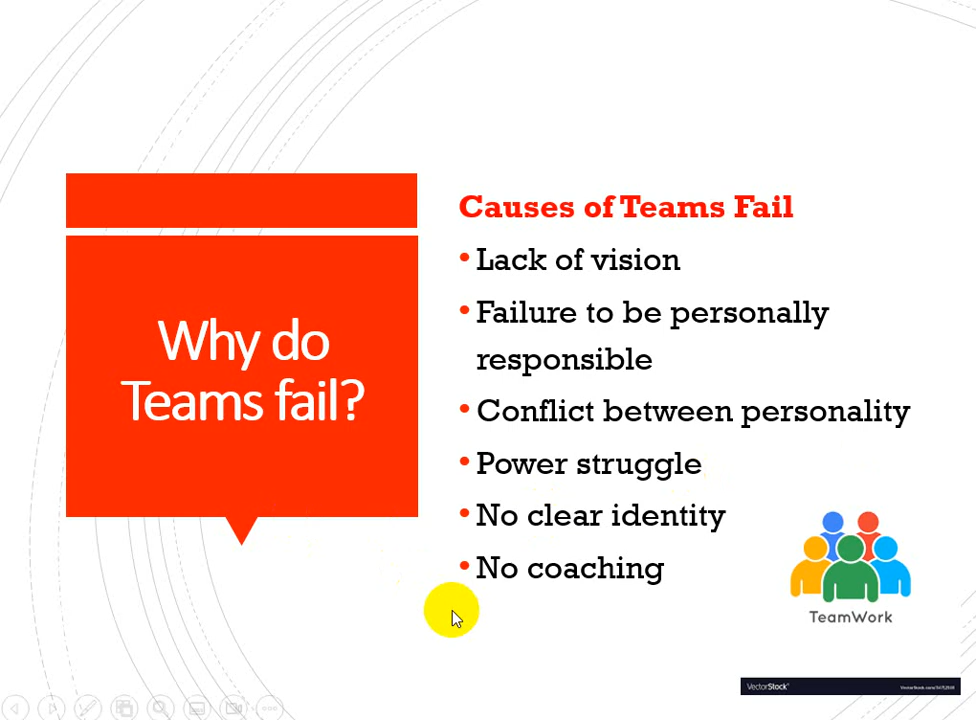 Why do
Teams fail?
Causes of Teams Fail
• Lack of vision
• Failure to be personally
responsible
• Conflict between personality
• Power struggle
• No clear identity
• No coaching
TeamWork
VectorStock®